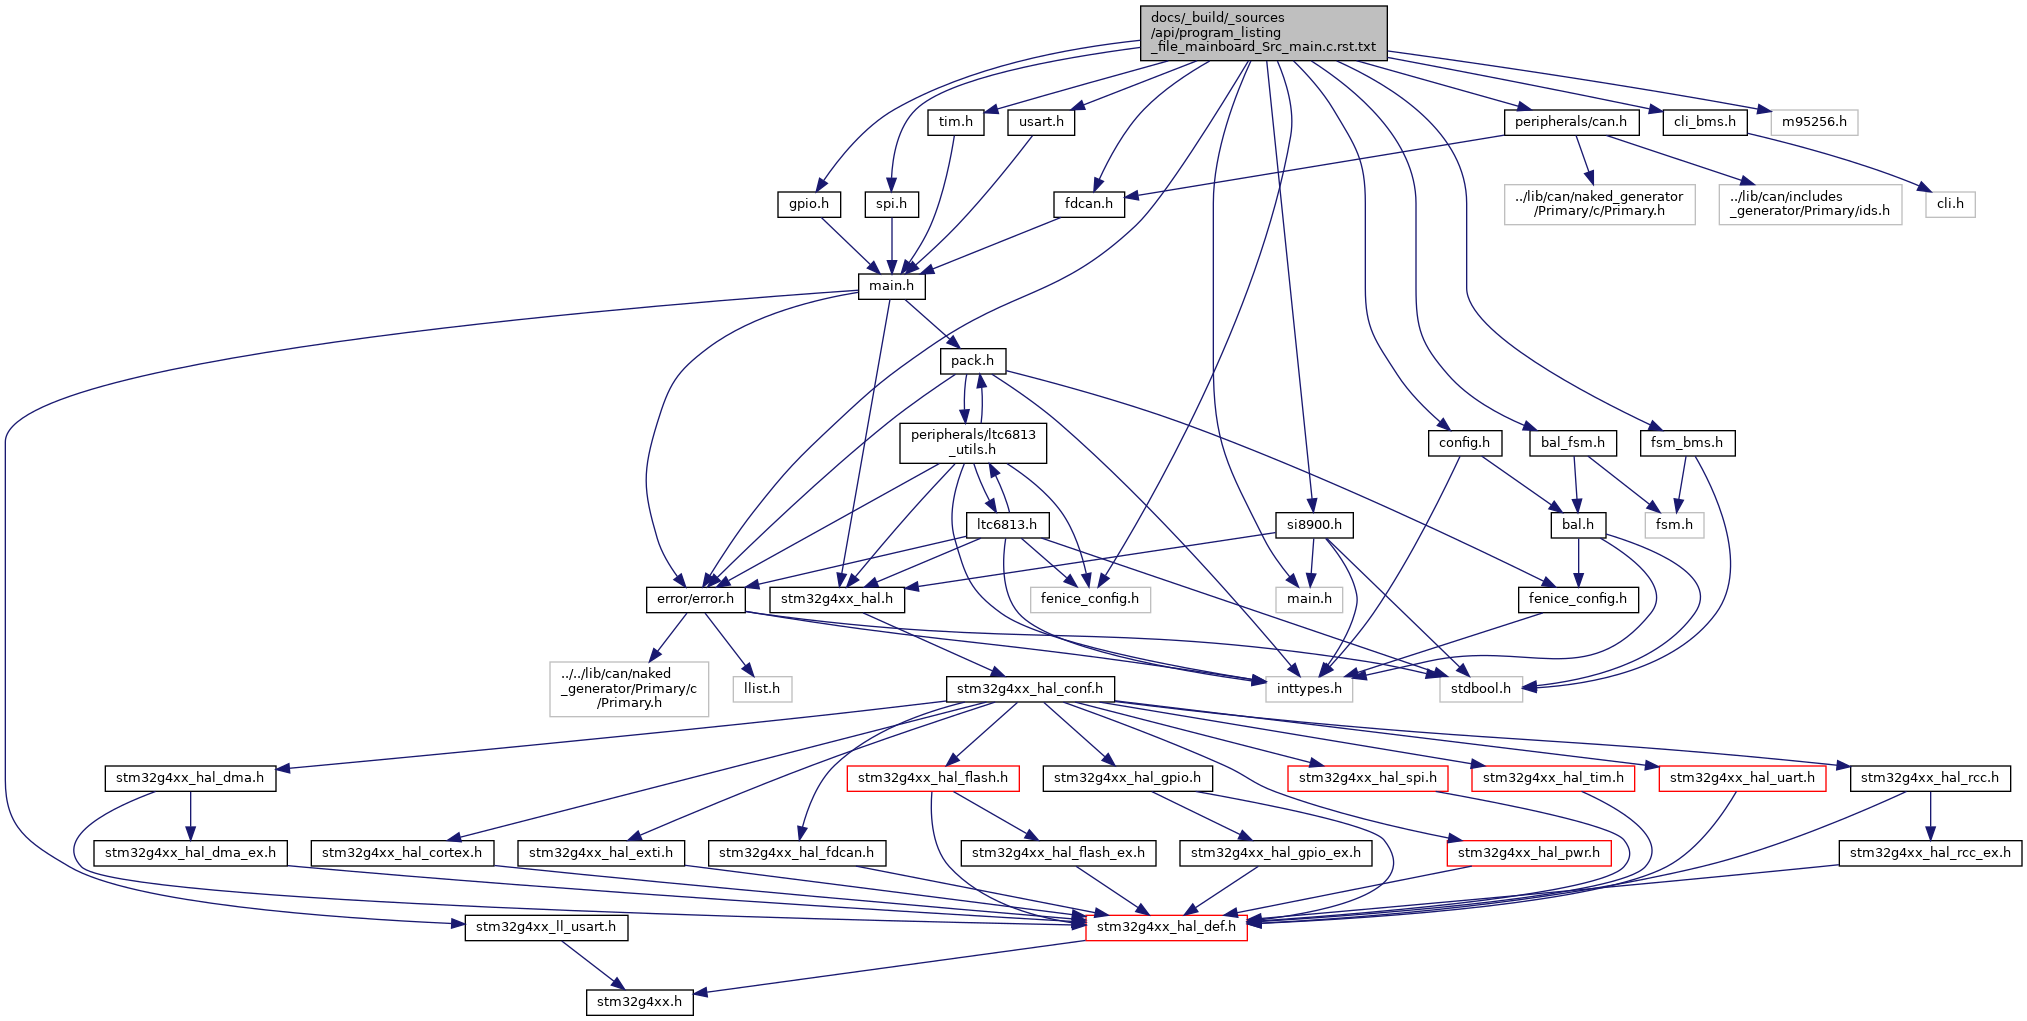 docs/_build/_sources
/api/program_listing
_file_mainboard_Src_main.c.rst.txt
tim.h
usart.h
peripherals/can.h
cli_bms.h
m95256.h
gpio.h
spi.h
fdcan.h
../lib/can/naked_generator
/Primary/c/Primary.h
../lib/can/includes
_generator/Primary/ids.h
cli.h
main.h
pack.h
peripherals/ltc6813
_utils.h
config.h
bal_fsm.h
fsm_bms.h
ltc6813.h
si8900.h
bal.h
fsm.h
error/error.h
stm32g4xx_hal.h
fenice_config.h
main.h
fenice_config.h
../../lib/can/naked
_generator/Primary/c
/Primary.h
llist.h
stm32g4xx_hal_conf.h
inttypes.h
stdbool.h
stm32g4xx_hal_dma.h
stm32g4xx_hal_flash.h
stm32g4xx_hal_gpio.h
stm32g4xx_hal_spi.h
stm32g4xx_hal_tim.h
stm32g4xx_hal_uart.h
stm32g4xx_hal_rcc.h
stm32g4xx_hal_dma_ex.h
stm32g4xx_hal_cortex.h
stm32g4xx_hal_exti.h
stm32g4xx_hal_fdcan.h
stm32g4xx_hal_flash_ex.h
stm32g4xx_hal_gpio_ex.h
stm32g4xx_hal_pwr.h
stm32g4xx_hal_rcc_ex.h
stm32g4xx_ll_usart.h
stm32g4xx_hal_def.h
stm32g4xx.h